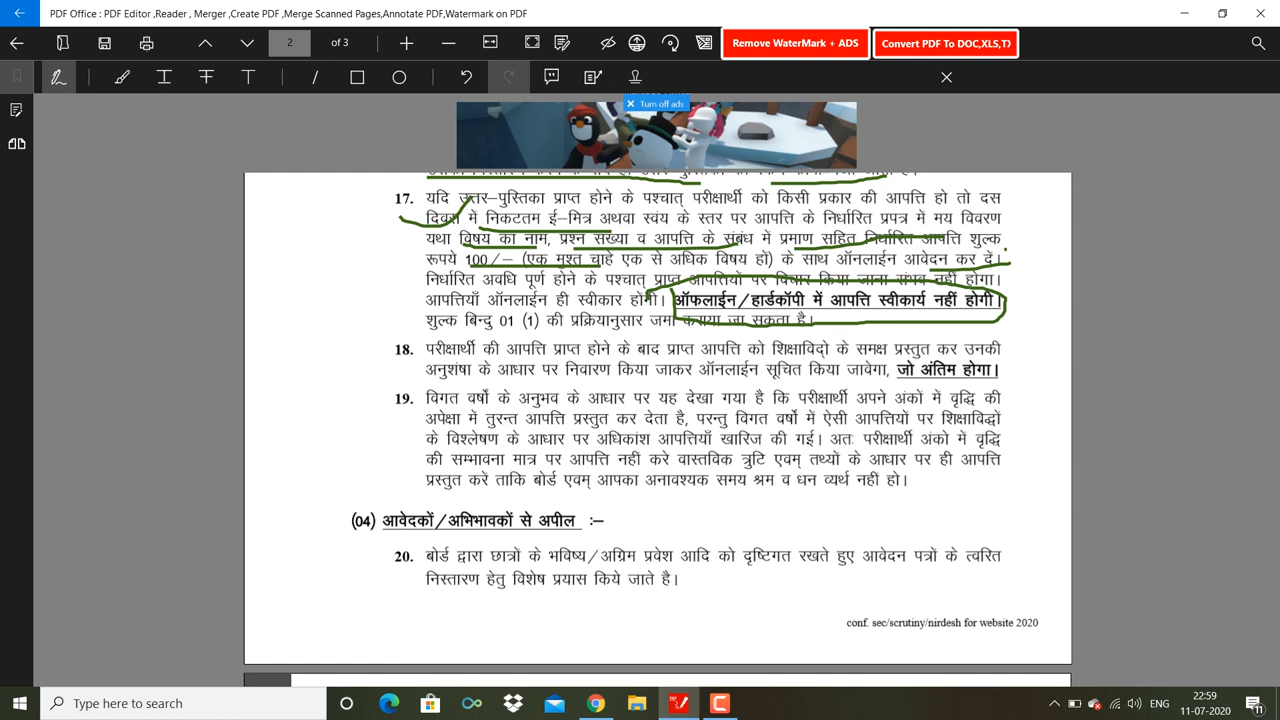 PDF Office : PDF Editor ,Reader , Merger ,Create PDF ,Merge Scanned Pages,Annotate PDF,Watermark on PDF
2 of 3
Remove WaterMark + ADS
Convert PDF To DOC,XLS,TX
Turn off ads
17. यदि उत्तर–पुस्तिका प्राप्त होने के पश्चात् परीक्षार्थी को किसी प्रकार की आपत्ति हो तो दस
दिवस में निकटतम ई–मित्र अथवा स्वंय के स्तर पर आपत्ति के निर्धारित प्रपत्र में मय विवरण
यथा विषय का नाम, प्रश्न संख्या व आपत्ति के संबंध में प्रमाण सहित निर्धारित आपत्ति शुल्क
रूपये 100/– (एक मुश्त चाहे एक से अधिक विषय हों) के साथ ऑनलाईन आवेदन कर दें।
निर्धारित अवधि पूर्ण होने के पश्चात् प्राप्त आपत्तियों पर विचार किया जाना संभव नहीं होगा।
आपत्तियाँ ऑनलाईन ही स्वीकार होंगी। ऑफलाईन/हार्डकॉपी में आपत्ति स्वीकार्य नहीं होगी।
शुल्क बिन्दु 01 (1) की प्रक्रियानुसार जमा कराया जा सकता है।
18. परीक्षार्थी की आपत्ति प्राप्त होने के बाद प्राप्त आपत्ति को शिक्षाविदो् के समक्ष प्रस्तुत कर उनकी
अनुशंषा के आधार पर निवारण किया जाकर ऑनलाईन सूचित किया जावेगा, जो अंतिम होगा।
19. विगत वर्षो के अनुभव के आधार पर यह देखा गया है कि परीक्षार्थी अपने अंकों में वृद्धि की
अपेक्षा में तुरन्त आपत्ति प्रस्तुत कर देता है, परन्तु विगत वर्षो में ऐसी आपत्तियों पर शिक्षाविद्धों
के विश्लेषण के आधार पर अधिकांश आपत्तियाँ खारिज की गई। अतः परीक्षार्थी अंको मे वृद्धि
की सम्भावना मात्र पर आपत्ति नहीं करे वास्तविक त्रुटि एवम् तथ्यों के आधार पर ही आपत्ति
प्रस्तुत करें ताकि बोर्ड एवम् आपका अनावश्यक समय श्रम व धन व्यर्थ नहीं हो।
(04) आवेदकों/अभिभावकों से अपील :–
20. बोर्ड द्वारा छात्रों के भविष्य/अग्रिम प्रवेश आदि को दृष्टिगत रखते हुए आवेदन पत्रों के त्वरित
निस्तारण हेतु विशेष प्रयास किये जाते है।
conf. sec/scrutiny/nirdesh for website 2020
Type here to search
ENG
22:59
11-07-2020